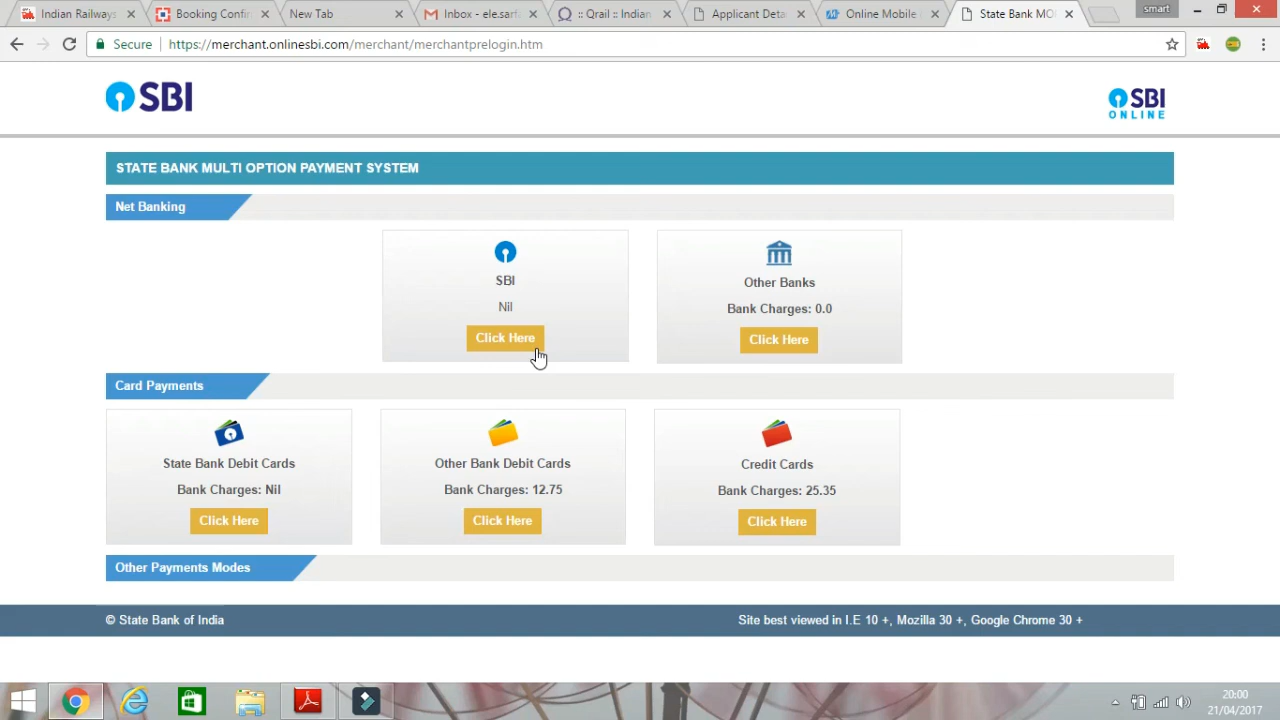 Indian Railways
Booking Confir
New Tab
Inbox - ele.sarfa
:: Qrail :: Indian
Applicant Detai
Online Mobile
State Bank MO
smart
Secure
https://merchant.onlinesbi.com/merchant/merchantprelogin.htm
SBI
SBI
ONLINE
STATE BANK MULTI OPTION PAYMENT SYSTEM
Net Banking
SBI
Nil
Click Here
Other Banks
Bank Charges: 0.0
Click Here
Card Payments
State Bank Debit Cards
Bank Charges: Nil
Click Here
Other Bank Debit Cards
Bank Charges: 12.75
Click Here
Credit Cards
Bank Charges: 25.35
Click Here
Other Payments Modes
© State Bank of India
Site best viewed in I.E 10 +, Mozilla 30 +, Google Chrome 30 +
20:00
21/04/2017